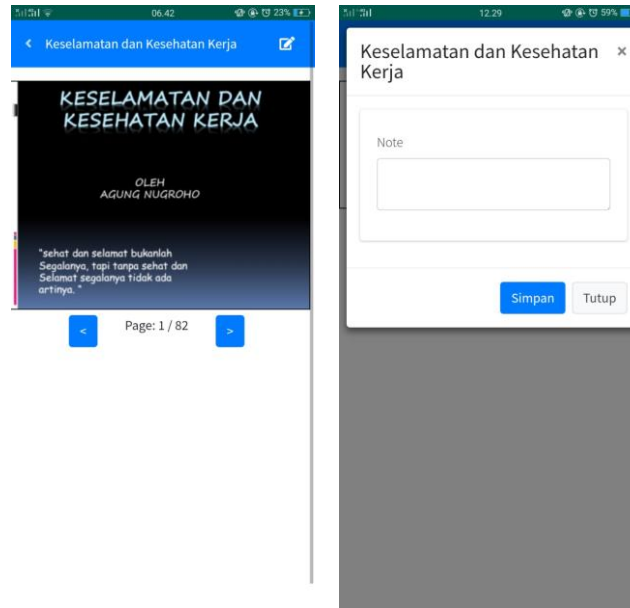 06.42
23%
Keselamatan dan Kesehatan Kerja
KESELAMATAN DAN
KESEHATAN KERJA
OLEH
AGUNG NUGROHO
"sehat dan selamat bukanlah
Segalanya, tapi tanpa sehat dan
Selamat segalanya tidak ada
artinya. "
<
Page: 1 / 82
>
12.29
59%
Keselamatan dan Kesehatan
Kerja
×
Note
Simpan
Tutup